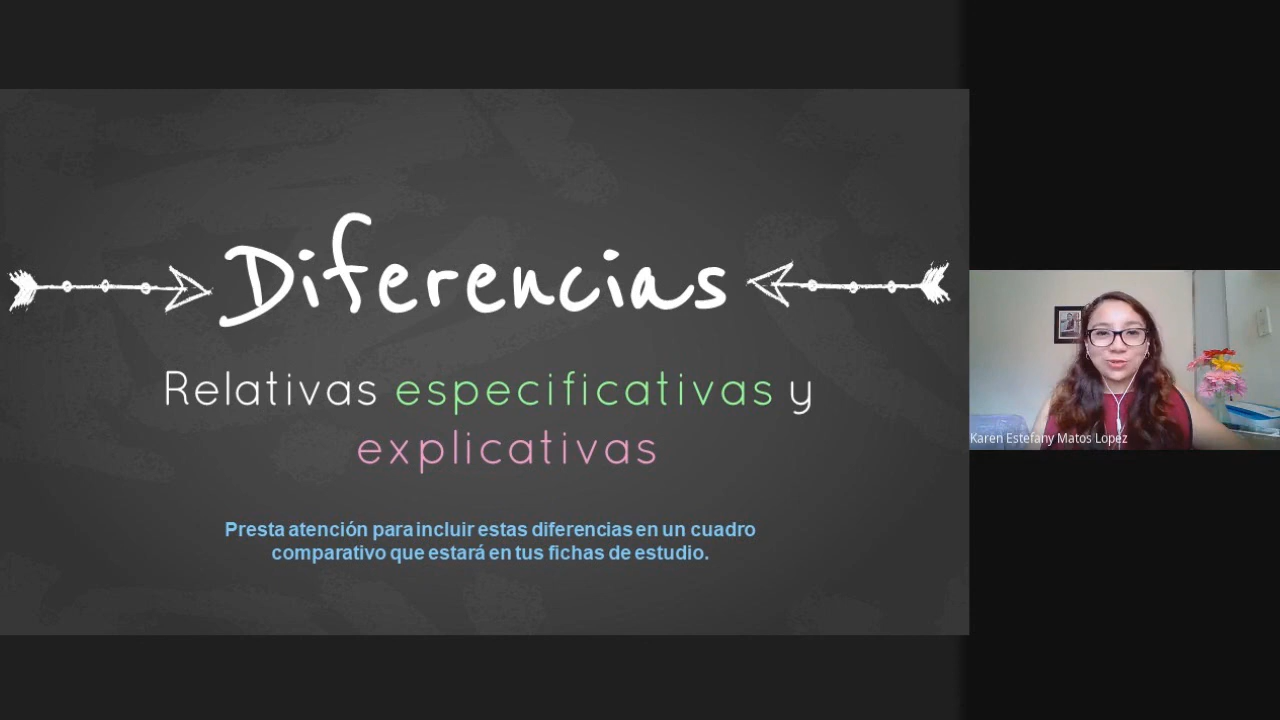 Diferencias
Relativas especificativas y
explicativas
Presta atención para incluir estas diferencias en un cuadro
comparativo que estará en tus fichas de estudio.
Karen Estefany Matos Lopez